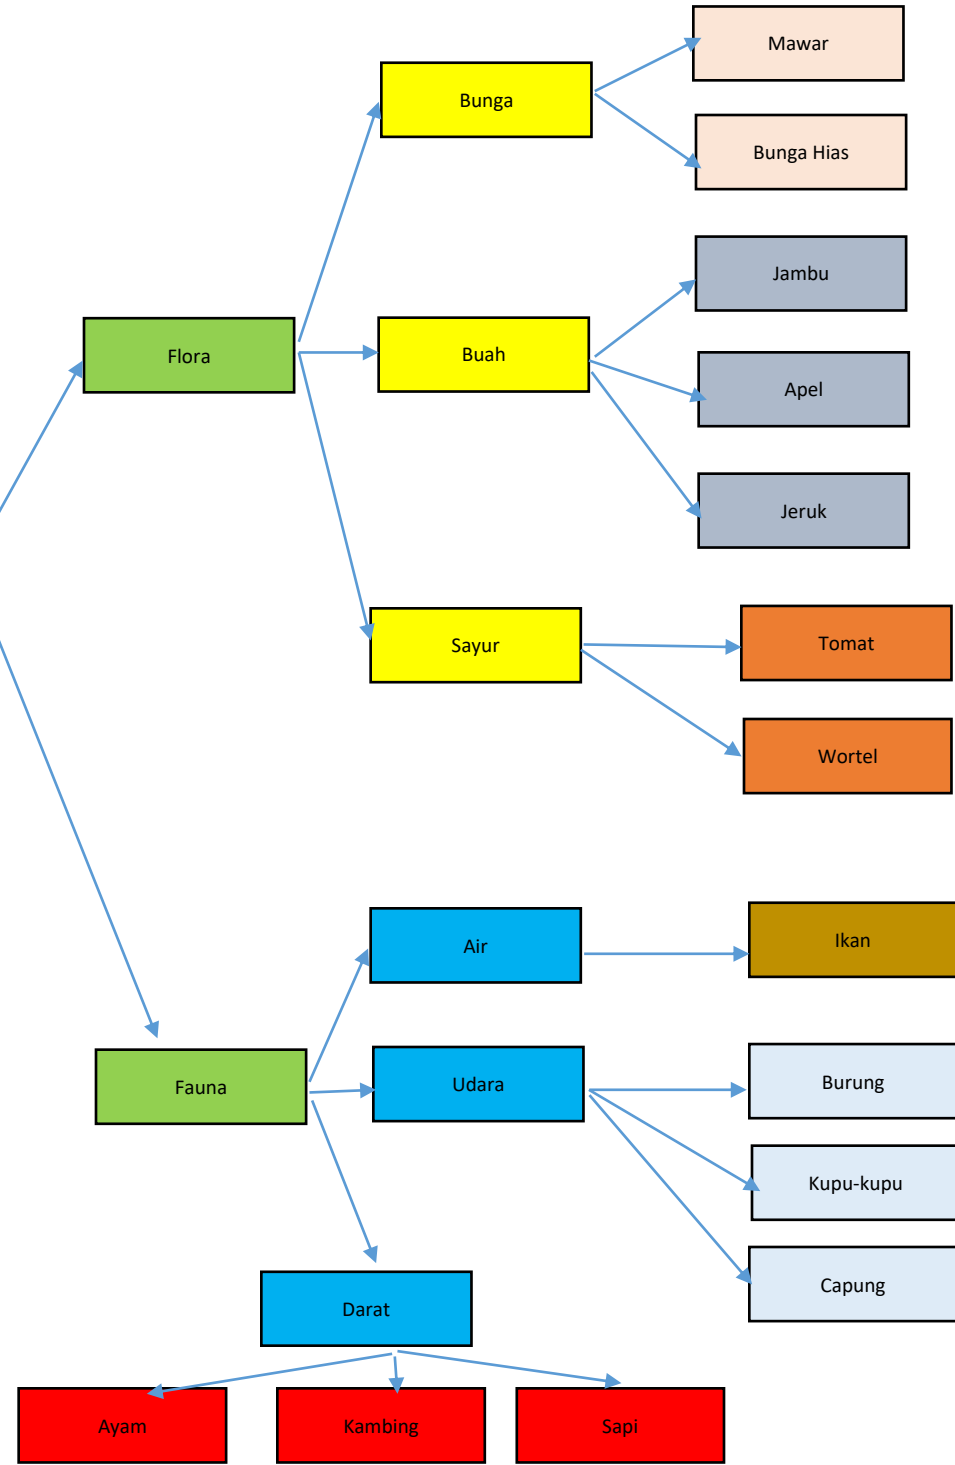 Mawar
Bunga
Bunga Hias
Jambu
Flora
Buah
Apel
Jeruk
Sayur
Tomat
Wortel
Air
Ikan
Fauna
Udara
Burung
Kupu-kupu
Capung
Darat
Ayam
Kambing
Sapi